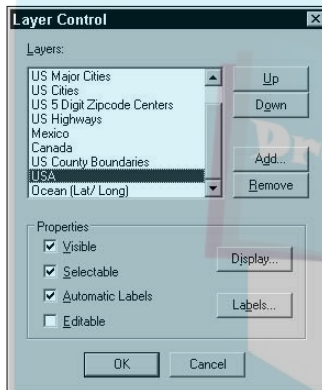 Layer Control
Layers:
US Major Cities
US Cities
US 5 Digit Zipcode Centers
US Highways
Mexico
Canada
US County Boundaries
USA
Ocean (Lat/ Long)
Up
Down
Add...
Remove
Properties
Visible
Selectable
Automatic Labels
Editable
Display...
Labels...
OK
Cancel